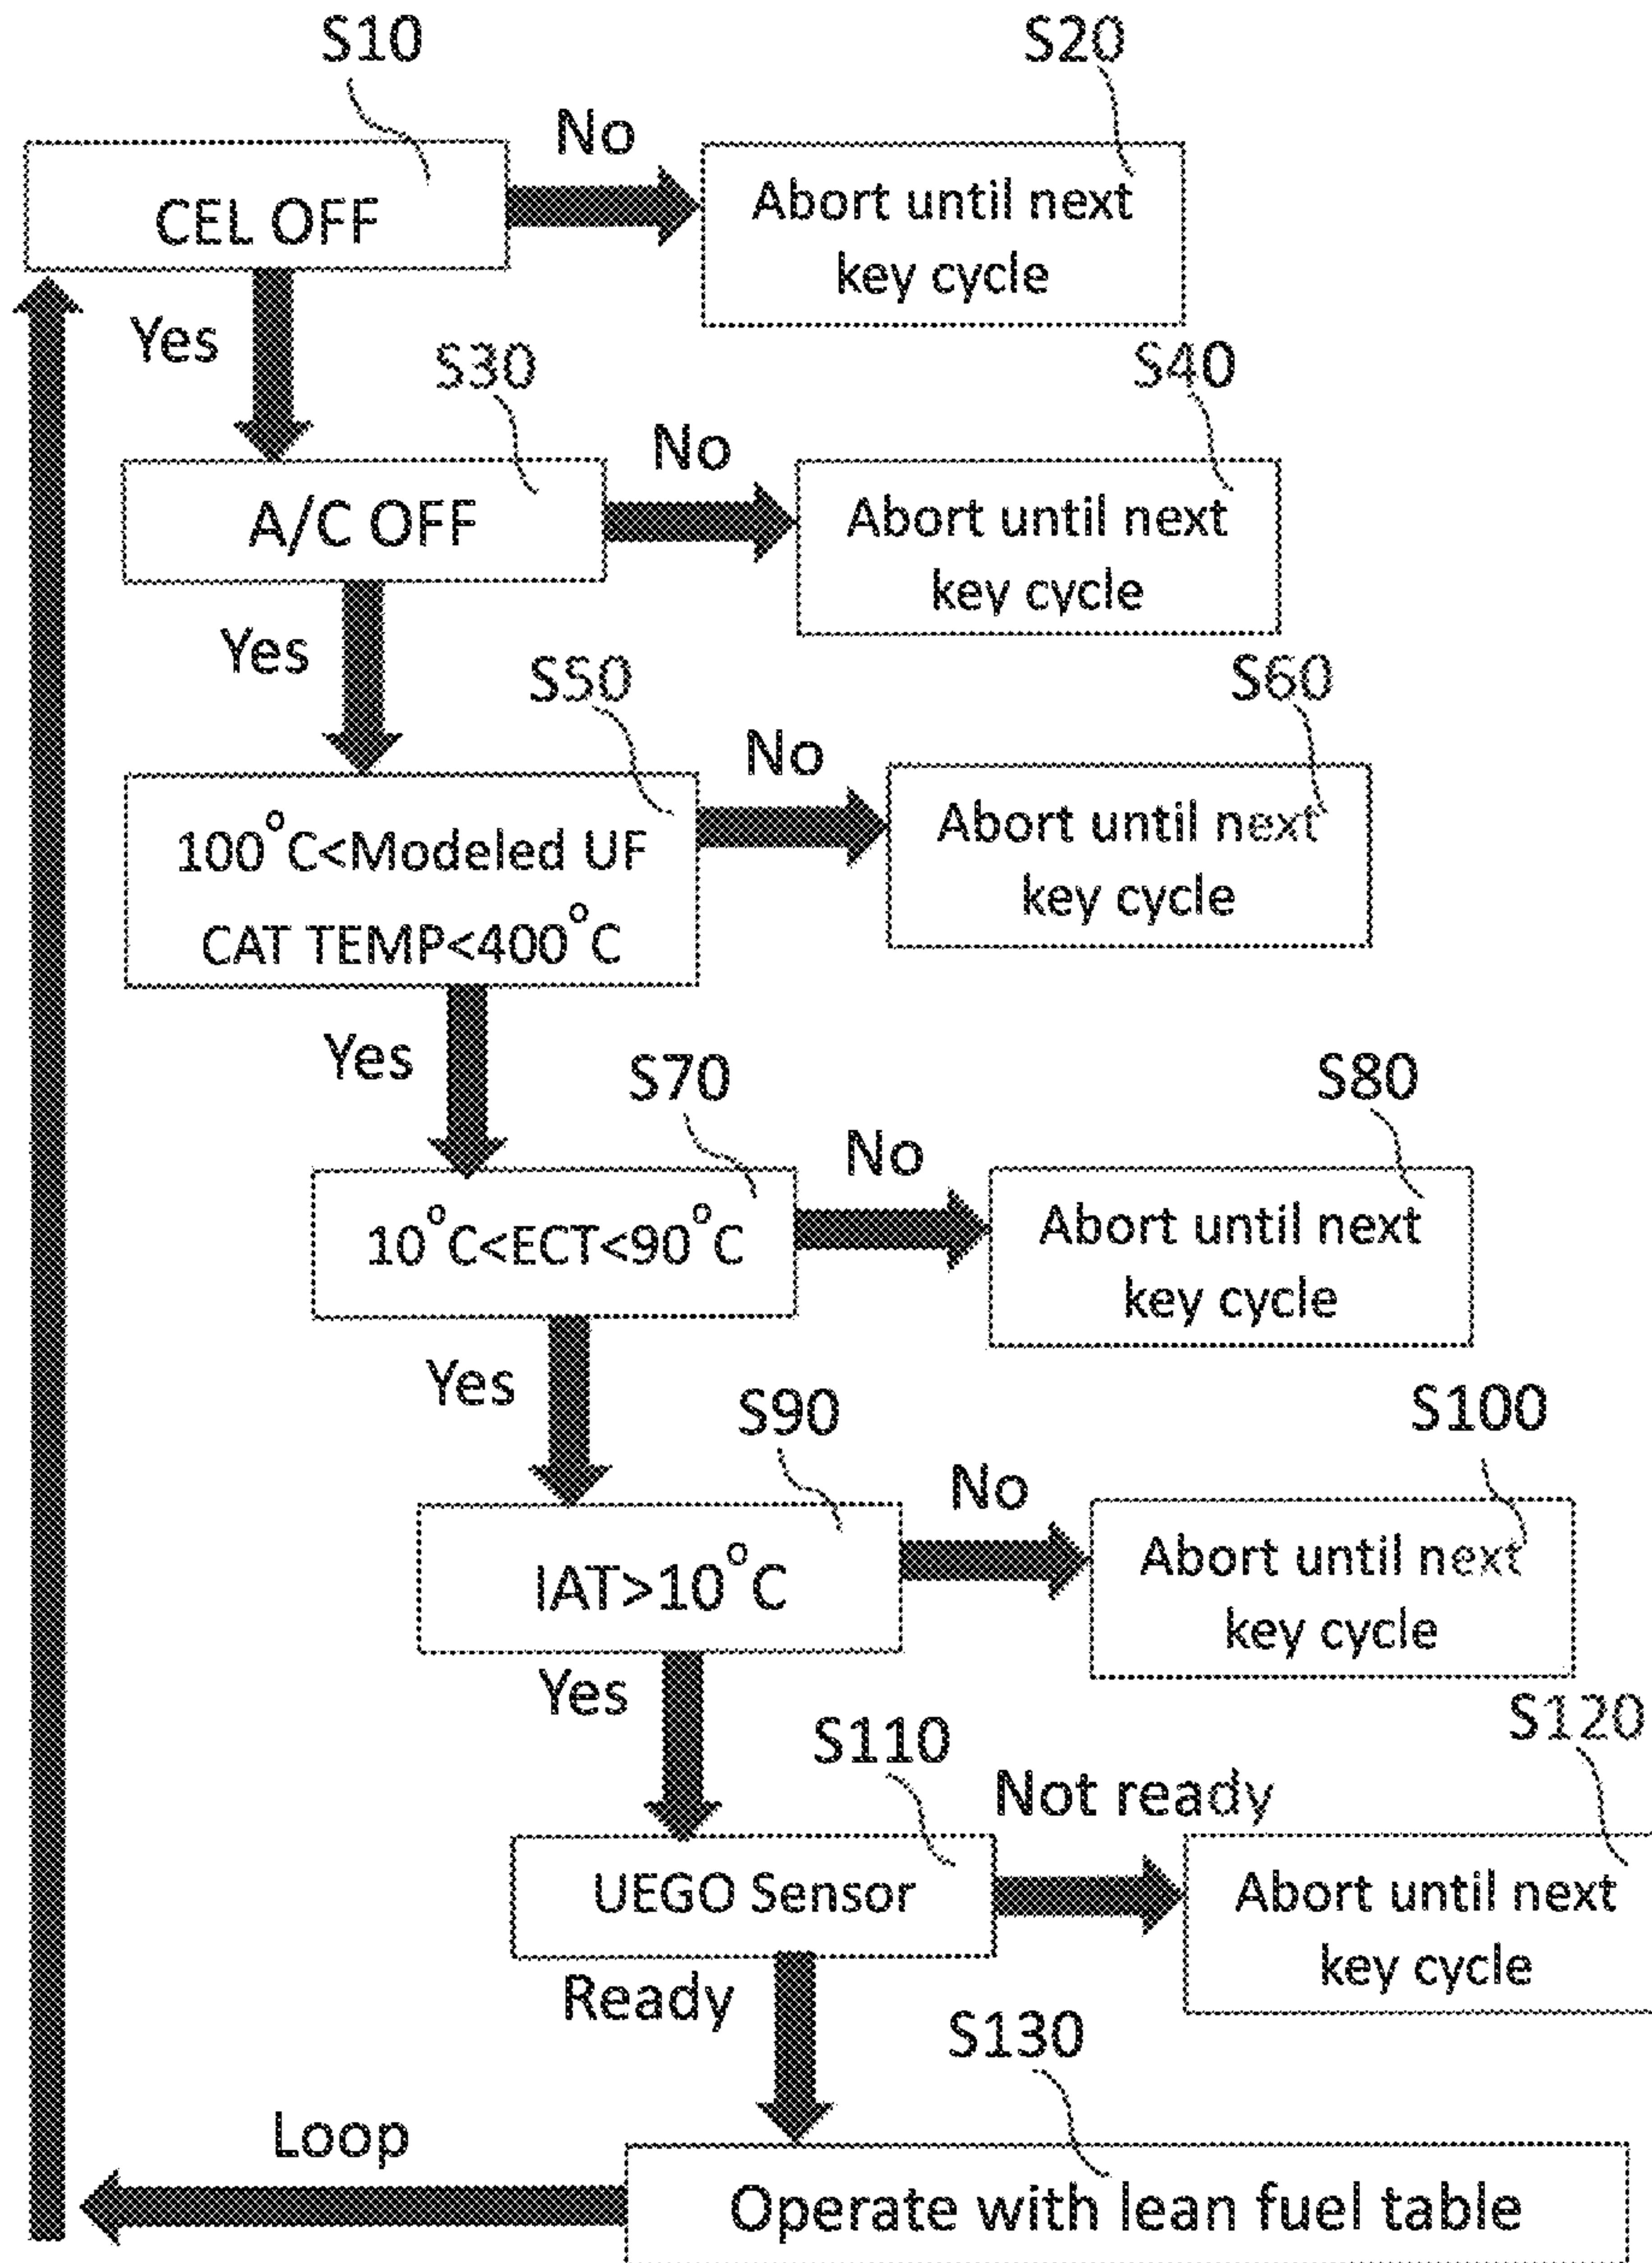 S10
S20
No
CEL OFF
Abort until next
key cycle
Yes
S30
S40
No
A/C OFF
Abort until next
key cycle
Yes
S50
S60
No
100°C<Modeled UF
CAT TEMP<400°C
Abort until next
key cycle
Yes
S70
S80
No
10°C<ECT<90°C
Abort until next
key cycle
Yes
S90
S100
No
IAT>10°C
Abort until next
key cycle
Yes
S110
S120
Not ready
UEGO Sensor
Abort until next
key cycle
Ready
S130
Loop
Operate with lean fuel table